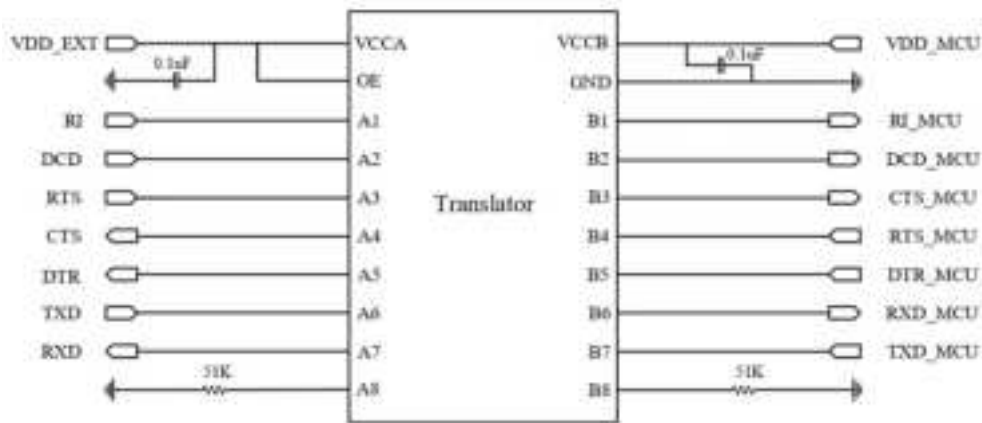 VDD_EXT VCCA VCCB VDD_MCU
0.1uF 0.1uF
OE GND
RI A1 B1 RI_MCU
DCD A2 B2 DCD_MCU
RTS A3 Translator B3 CTS_MCU
CTS A4 B4 RTS_MCU
DTR A5 B5 DTR_MCU
TXD A6 B6 RXD_MCU
RXD A7 B7 TXD_MCU
51K 51K
A8 B8